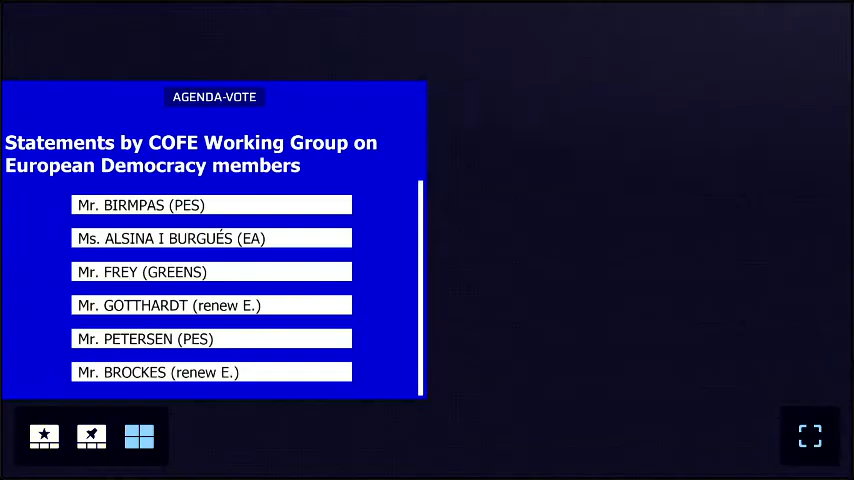 AGENDA-VOTE
Statements by COFE Working Group on
European Democracy members
Mr. BIRMPAS (PES)
Ms. ALSINA I BURGUÉS (EA)
Mr. FREY (GREENS)
Mr. GOTTHARDT (renew E.)
Mr. PETERSEN (PES)
Mr. BROCKES (renew E.)